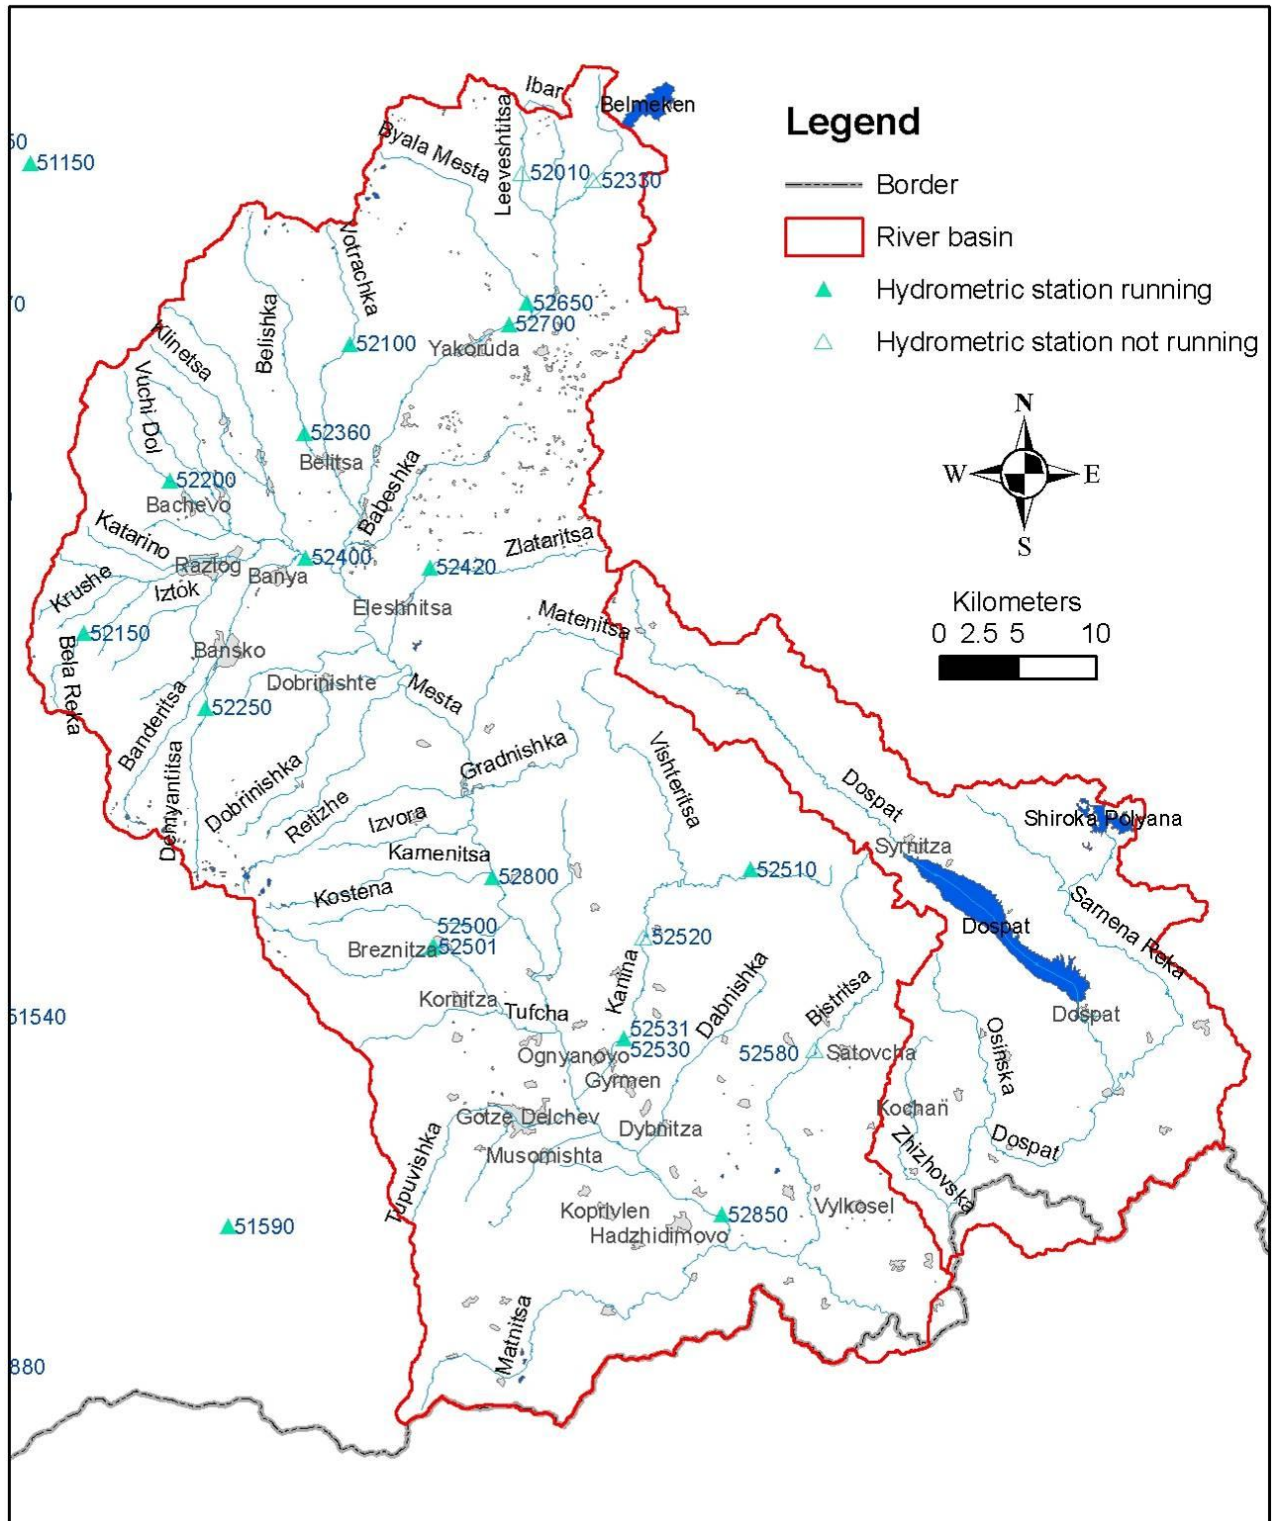 Ibar
Belmeken
Legend
Byala Mesta
Leeveshtitsa
52010
52330
51150
Border
River basin
Hydrometric station running
Hydrometric station not running
Votrachka
Belishka
52650
52700
Yakoruda
52100
Klinetsa
Vuchi Dol
52360
Belitsa
52200
Bachevo
Babeshka
N
W
E
S
Katarino
Razlog
52400
Banya
52420
Zlataritsa
Krushe
Iztok
Eleshnitsa
Matenitsa
Kilometers
0 2.5 5 10
52150
Bansko
Bela Reka
Dobrinishte
Mesta
Banderitsa
52250
Demyantitsa
Dobrinishka
Gradnishka
Vishteritsa
Retizhe
Izvora
Dospat
Shiroka Polyana
Syrnitza
Kamenitsa
52800
52510
Kostena
Sarnena Reka
Dospat
52500
Breznitza
52501
52520
Kanina
Dabnishka
Bistritsa
Kornitza
Tufcha
Dospat
51540
52531
52530
Ognyanovo
Gyrmen
52580
Satovcha
Osinska
Kochan
Gotze Delchev
Dybnitza
Musomishta
Dospat
Zhizhovska
Tupuvishka
Koprivlen
Hadzhidimovo
52850
Vylkosel
51590
Matnitsa
880